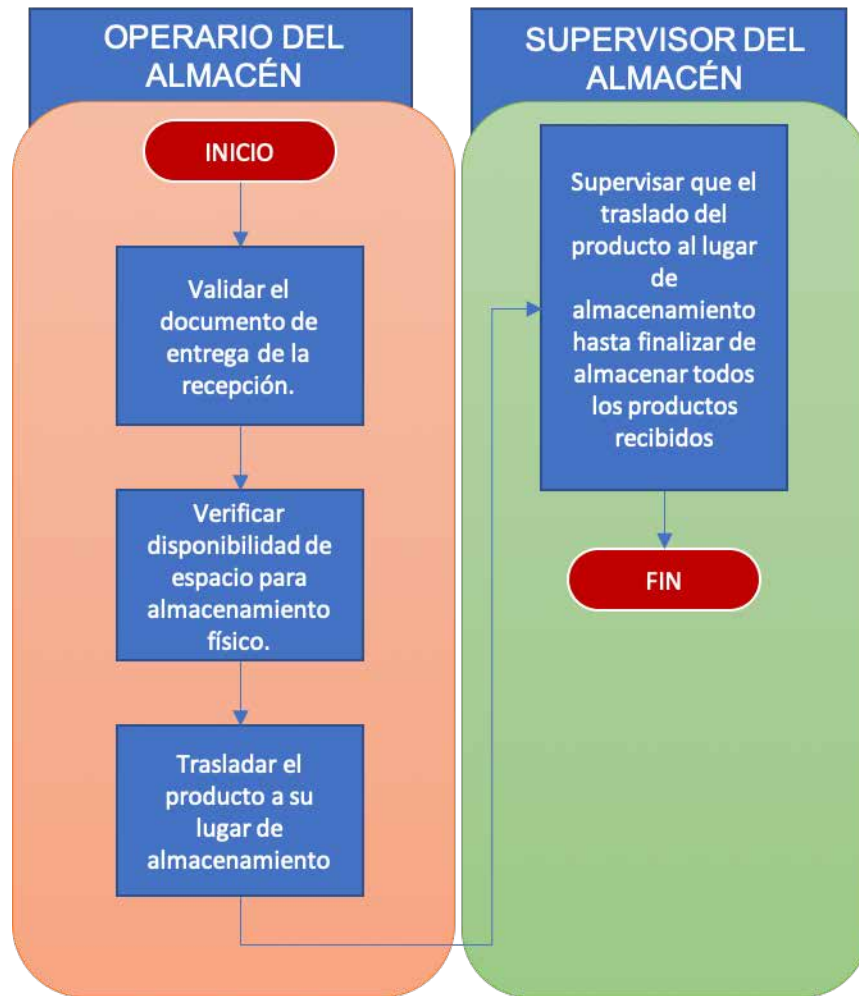 OPERARIO DEL
ALMACÉN
INICIO
Validar el
documento de
entrega de la
recepción.
Verificar
disponibilidad de
espacio para
almacenamiento
físico.
Trasladar el
producto a su
lugar de
almacenamiento
SUPERVISOR DEL
ALMACÉN
Supervisar que el
traslado del
producto al lugar
de
almacenamiento
hasta finalizar de
almacenar todos
los productos
recibidos
FIN